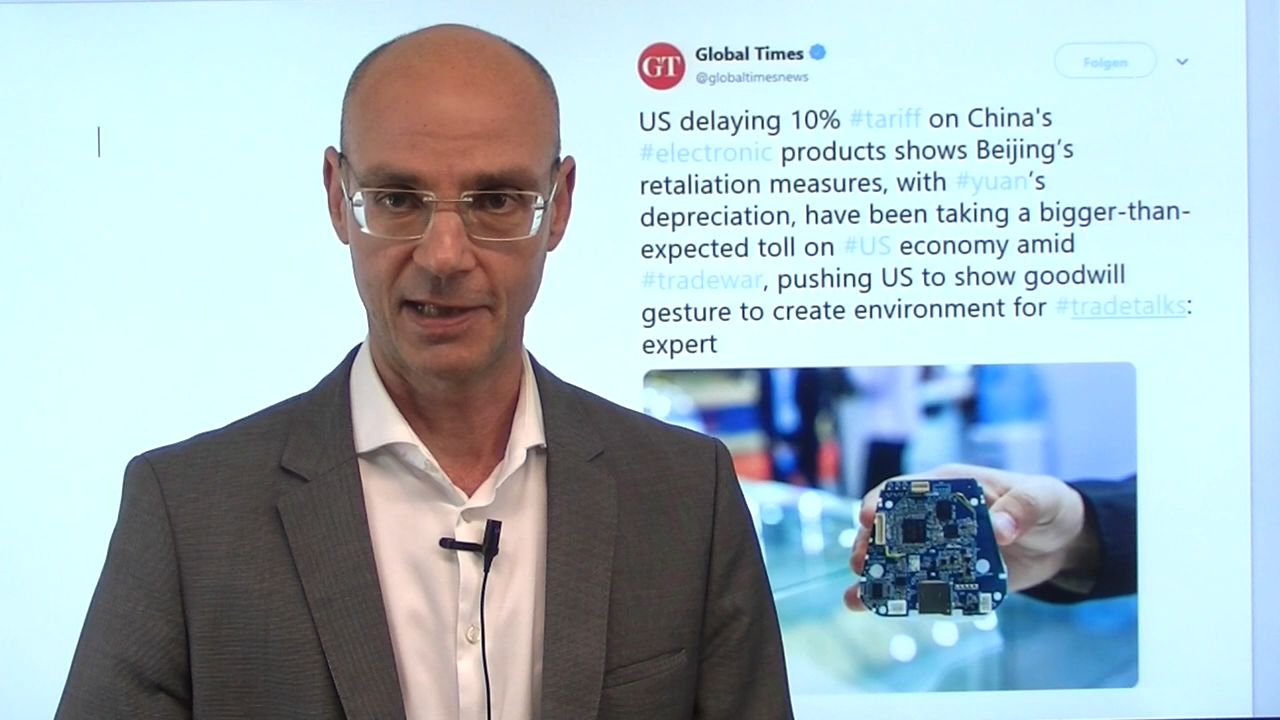 GT
Global Times
@globaltimesnews
Folgen
US delaying 10% #tariff on China's
#electronic products shows Beijing’s
retaliation measures, with #yuan’s
depreciation, have been taking a bigger-than-
expected toll on #US economy amid
#tradewar, pushing US to show goodwill
gesture to create environment for #tradetalks:
expert